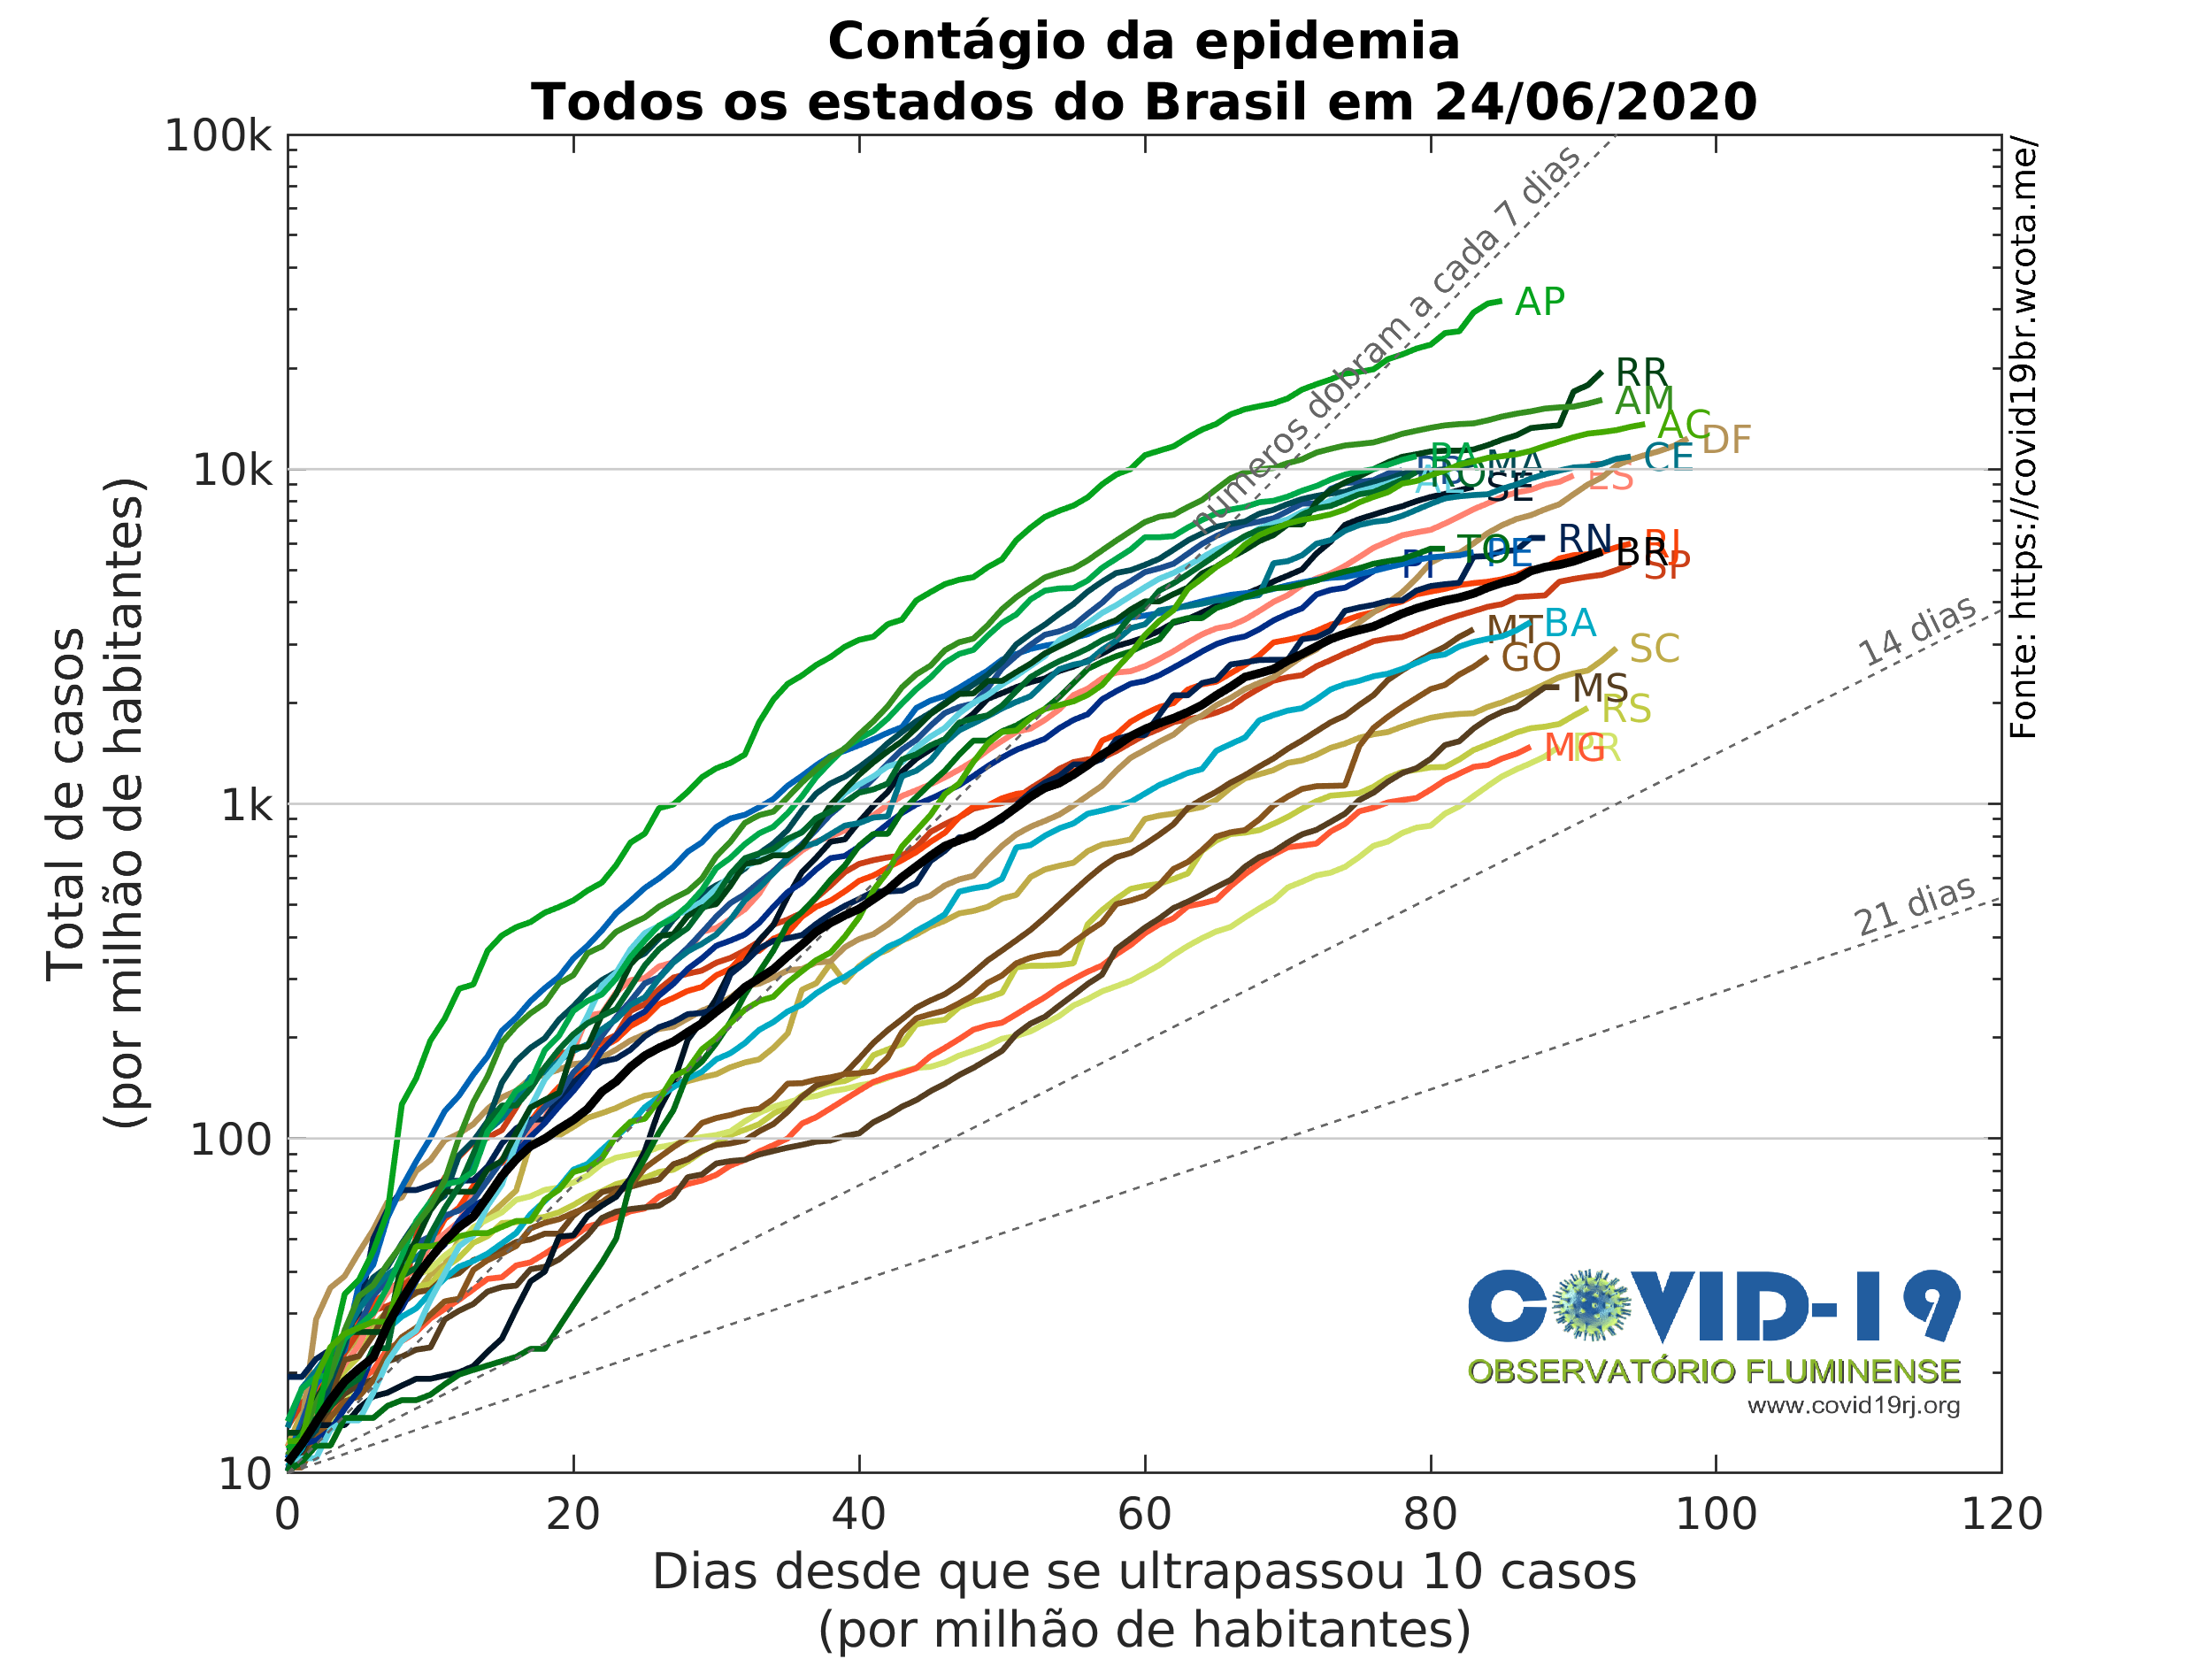 Contágio da epidemia
Todos os estados do Brasil em 24/06/2020
100k
10k
1k
100
10
Total de casos
(por milhão de habitantes)
0 20 40 60 80 100 120
Dias desde que se ultrapassou 10 casos
(por milhão de habitantes)
números dobram a cada 7 dias
14 dias
21 dias
AP
RR
AM
AC
DF
CE
PA
MA
RO
AL
SE
ES
RN
RJ
BR
SP
TO
PE
PI
BA
MT
GO
SC
MS
RS
MG
PR
Fonte: https://covid19br.wcota.me/
COVID-19
OBSERVATÓRIO FLUMINENSE
www.covid19rj.org